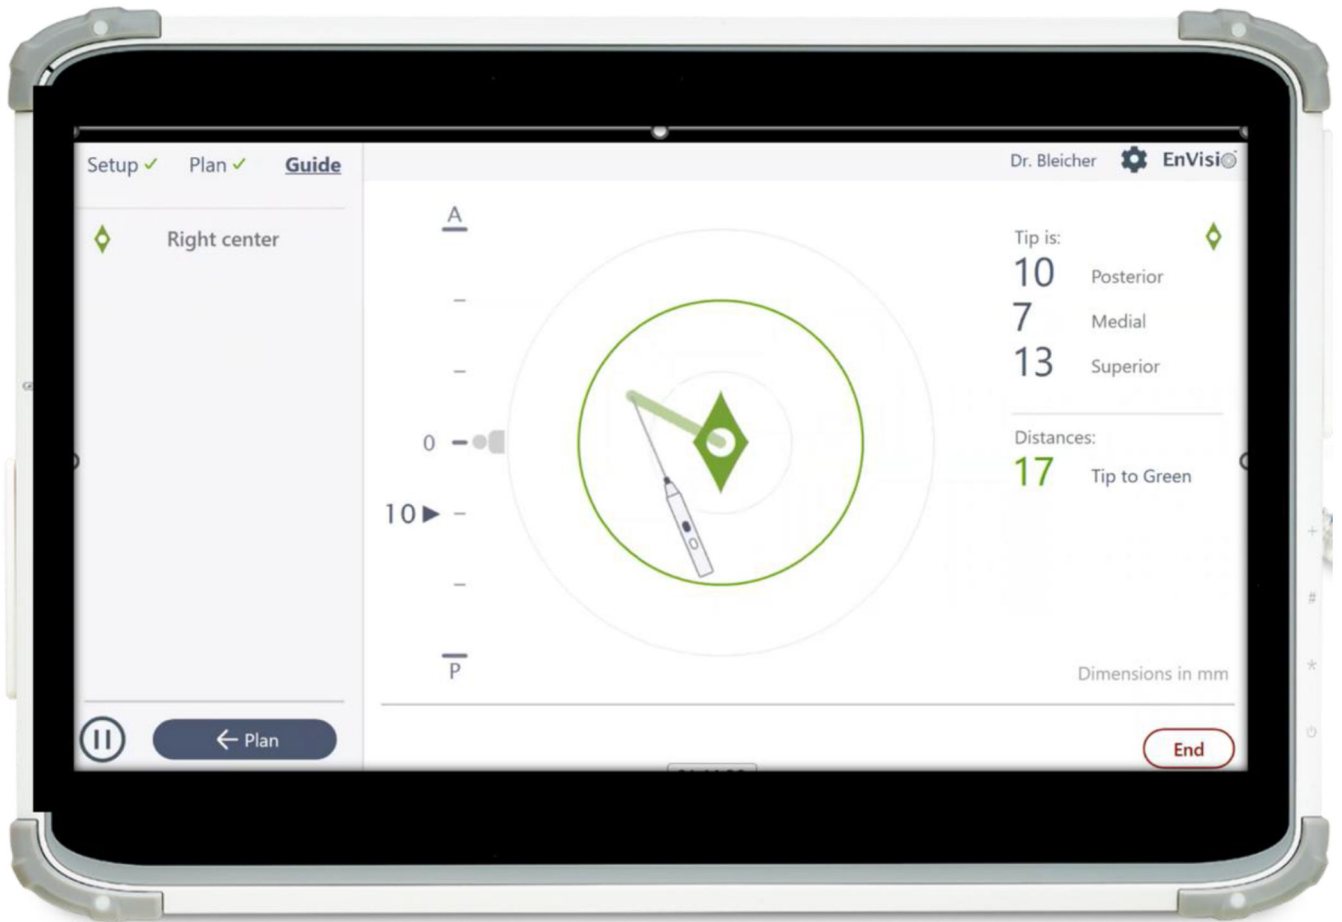 Setup ✓ Plan ✓ Guide
Dr. Bleicher EnVisio
Right center
A
0
10
P
Tip is:
10 Posterior
7 Medial
13 Superior
Distances:
17 Tip to Green
Dimensions in mm
← Plan
End
+
#
*